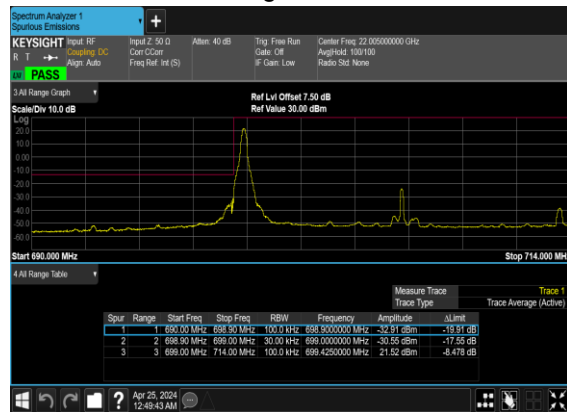 Spectrum Analyzer 1
Spurious Emissions
KEYSIGHT Input: RF Input Z: 50 Ω Atten: 40 dB Trig: Free Run Center Freq: 22.005000000 GHz
R T Coupling: DC Corr CCorr Gate: Off Avg|Hold: 100/100
Align: Auto Freq Ref: Int (S) IF Gain: Low Radio Std: None
PASS
3 All Range Graph
Ref Lvl Offset 7.50 dB
Scale/Div 10.0 dB Ref Value 30.00 dBm
Log
20.0
10.0
0.00
-10.0
-20.0
-30.0
-40.0
-50.0
-60.0
Start 690.000 MHz Stop 714.000 MH
4 All Range Table
Measure Trace Trace 1
Trace Type Trace Average (Active)
Spur Range Start Freq Stop Freq RBW Frequency Amplitude ΔLimit
1 1 690.00 MHz 698.90 MHz 100.0 kHz 698.9000000 MHz -32.91 dBm -19.91 dB
2 2 698.90 MHz 699.00 MHz 30.00 kHz 699.0000000 MHz -30.55 dBm -17.55 dB
3 3 699.00 MHz 714.00 MHz 100.0 kHz 699.4250000 MHz 21.52 dBm -8.478 dB
? Apr 25, 2024
12:49:43 AM